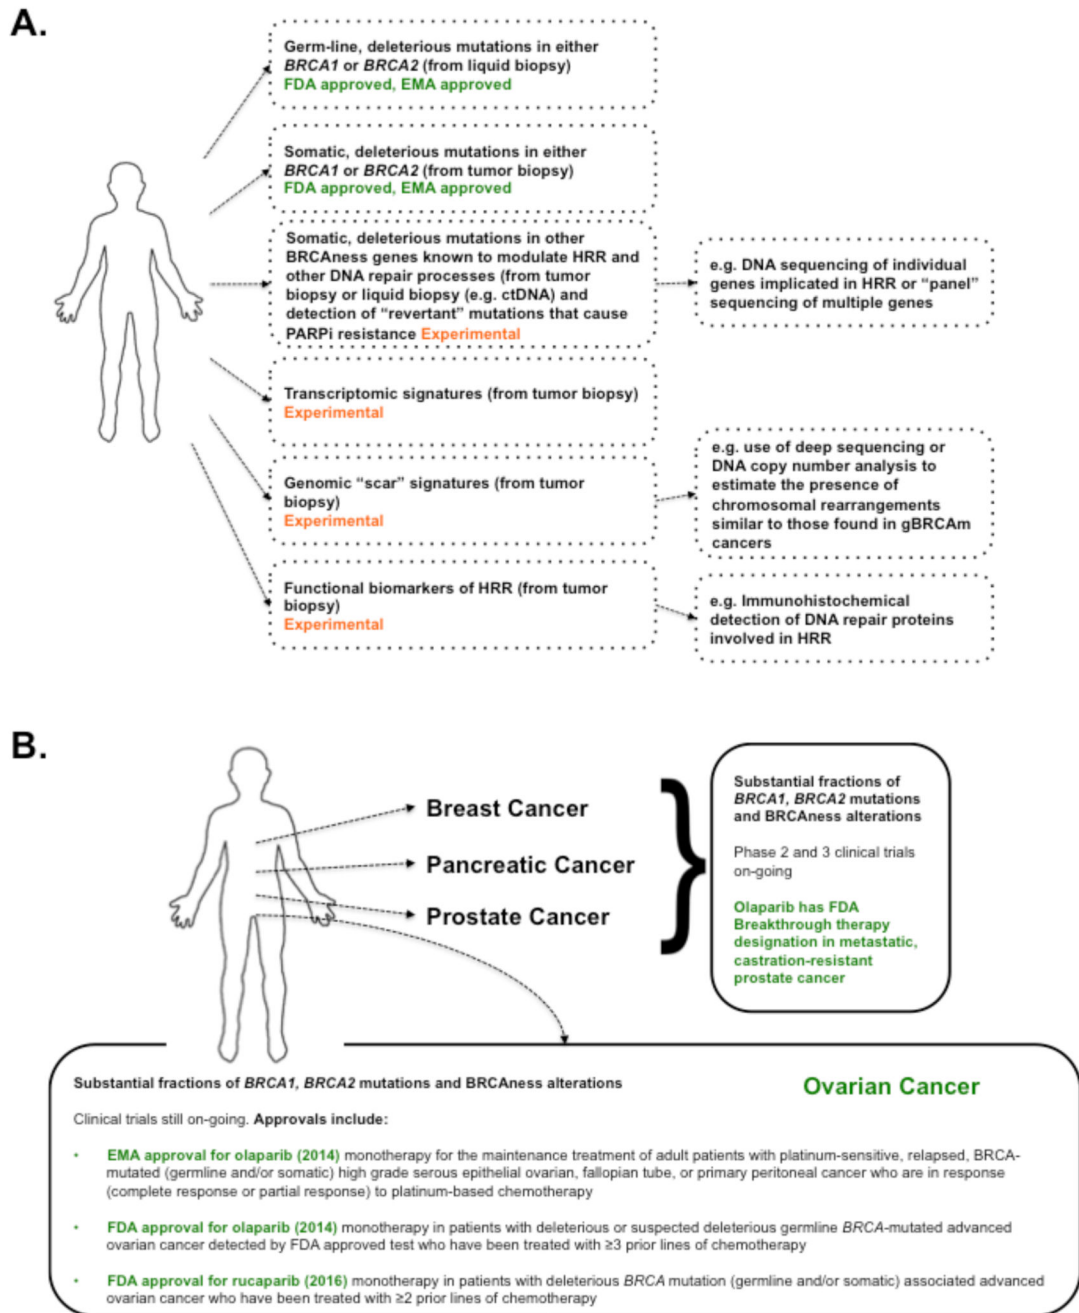 A.
Germ-line, deleterious mutations in either
BRCA1 or BRCA2 (from liquid biopsy)
FDA approved, EMA approved
Somatic, deleterious mutations in either
BRCA1 or BRCA2 (from tumor biopsy)
FDA approved, EMA approved
Somatic, deleterious mutations in other
BRCAness genes known to modulate HRR and
other DNA repair processes (from tumor
biopsy or liquid biopsy (e.g. ctDNA) and
detection of “revertant” mutations that cause
PARPi resistance Experimental
e.g. DNA sequencing of individual
genes implicated in HRR or “panel”
sequencing of multiple genes
Transcriptomic signatures (from tumor biopsy)
Experimental
Genomic “scar” signatures (from tumor
biopsy)
Experimental
e.g. use of deep sequencing or
DNA copy number analysis to
estimate the presence of
chromosomal rearrangements
similar to those found in gBRCAm
cancers
Functional biomarkers of HRR (from tumor
biopsy)
Experimental
e.g. Immunohistochemical
detection of DNA repair proteins
involved in HRR
B.
Breast Cancer
Pancreatic Cancer
Prostate Cancer
Substantial fractions of
BRCA1, BRCA2 mutations
and BRCAness alterations
Phase 2 and 3 clinical trials
on-going
Olaparib has FDA
Breakthrough therapy
designation in metastatic,
castration-resistant
prostate cancer
Substantial fractions of BRCA1, BRCA2 mutations and BRCAness alterations
Ovarian Cancer
Clinical trials still on-going. Approvals include:
• EMA approval for olaparib (2014) monotherapy for the maintenance treatment of adult patients with platinum-sensitive, relapsed, BRCA-
mutated (germline and/or somatic) high grade serous epithelial ovarian, fallopian tube, or primary peritoneal cancer who are in response
(complete response or partial response) to platinum-based chemotherapy
• FDA approval for olaparib (2014) monotherapy in patients with deleterious or suspected deleterious germline BRCA-mutated advanced
ovarian cancer detected by FDA approved test who have been treated with ≥3 prior lines of chemotherapy
• FDA approval for rucaparib (2016) monotherapy in patients with deleterious BRCA mutation (germline and/or somatic) associated advanced
ovarian cancer who have been treated with ≥2 prior lines of chemotherapy